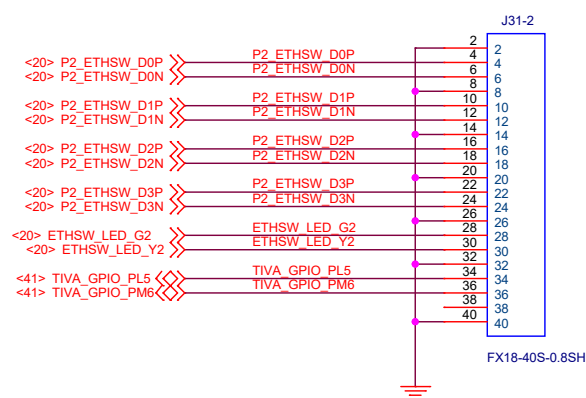 J31-2
2 2
<20> P2_ETHSW_D0P P2_ETHSW_D0P 4 4
<20> P2_ETHSW_D0N P2_ETHSW_D0N 6 6
8 8
<20> P2_ETHSW_D1P P2_ETHSW_D1P 10 10
<20> P2_ETHSW_D1N P2_ETHSW_D1N 12 12
14 14
<20> P2_ETHSW_D2P P2_ETHSW_D2P 16 16
<20> P2_ETHSW_D2N P2_ETHSW_D2N 18 18
20 20
<20> P2_ETHSW_D3P P2_ETHSW_D3P 22 22
<20> P2_ETHSW_D3N P2_ETHSW_D3N 24 24
26 26
<20> ETHSW_LED_G2 ETHSW_LED_G2 28 28
<20> ETHSW_LED_Y2 ETHSW_LED_Y2 30 30
32 32
<41> TIVA_GPIO_PL5 TIVA_GPIO_PL5 34 34
<41> TIVA_GPIO_PM6 TIVA_GPIO_PM6 36 36
38 38
40 40
FX18-40S-0.8SH